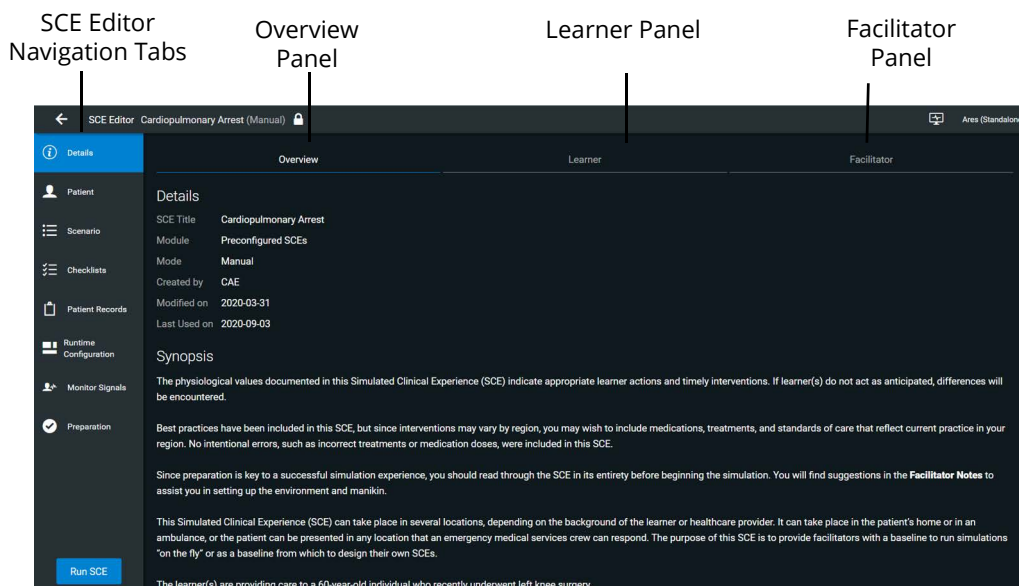 SCE Editor
Navigation Tabs
Overview
Panel
Learner Panel
Facilitator
Panel
SCE Editor Cardiopulmonary Arrest (Manual)
Ares (Standalone
Details
Patient
Scenario
Checklists
Patient Records
Runtime
Configuration
Monitor Signals
Preparation
Run SCE
Overview Learner Facilitator
Details
SCE Title Cardiopulmonary Arrest
Module Preconfigured SCEs
Mode Manual
Created by CAE
Modified on 2020-03-31
Last Used on 2020-09-03
Synopsis
The physiological values documented in this Simulated Clinical Experience (SCE) indicate appropriate learner actions and timely interventions. If learner(s) do not act as anticipated, differences will
be encountered.
Best practices have been included in this SCE, but since interventions may vary by region, you may wish to include medications, treatments, and standards of care that reflect current practice in your
region. No intentional errors, such as incorrect treatments or medication doses, were included in this SCE.
Since preparation is key to a successful simulation experience, you should read through the SCE in its entirety before beginning the simulation. You will find suggestions in the Facilitator Notes to
assist you in setting up the environment and manikin.
This Simulated Clinical Experience (SCE) can take place in several locations, depending on the background of the learner or healthcare provider. It can take place in the patient's home or in an
ambulance, or the patient can be presented in any location that an emergency medical services crew can respond. The purpose of this SCE is to provide facilitators with a baseline to run simulations
"on the fly" or as a baseline from which to design their own SCEs.
The learner(s) are providing care to a 60-year-old individual who recently underwent left knee surgery.